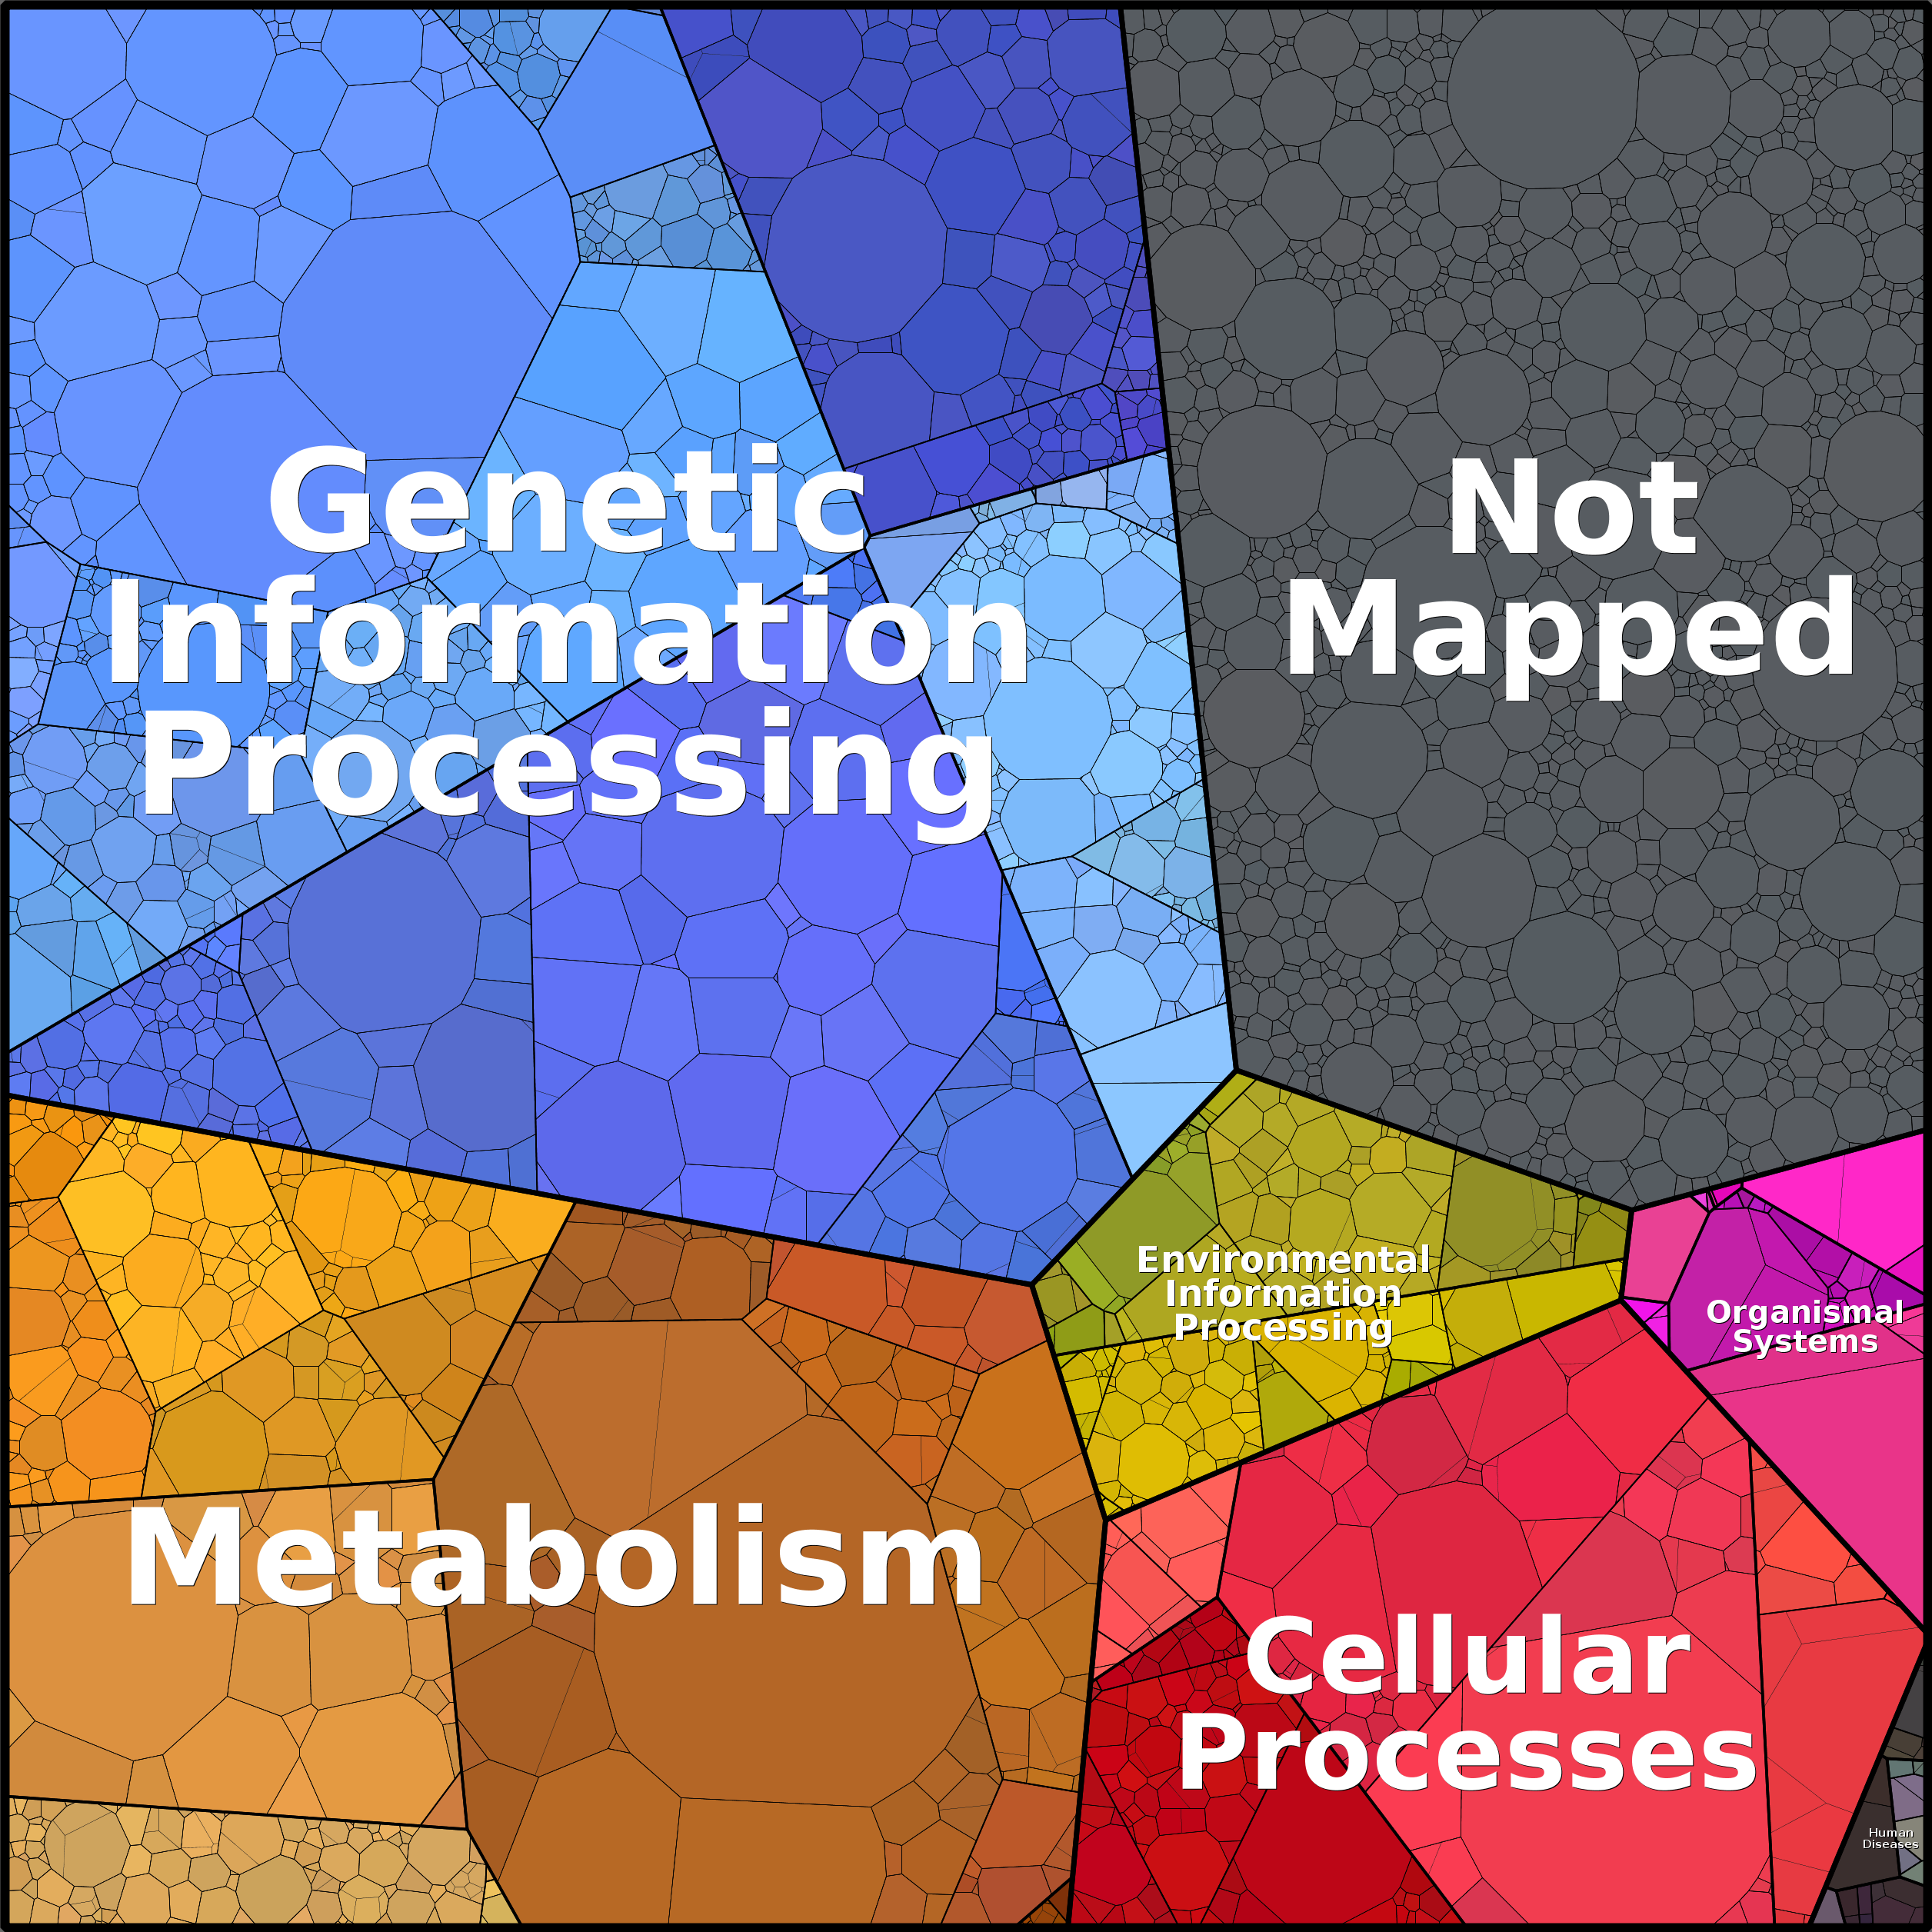 Genetic
Information
Processing
Not
Mapped
Environmental
Information
Processing
Organismal
Systems
Metabolism
Cellular
Processes
Human
Diseases